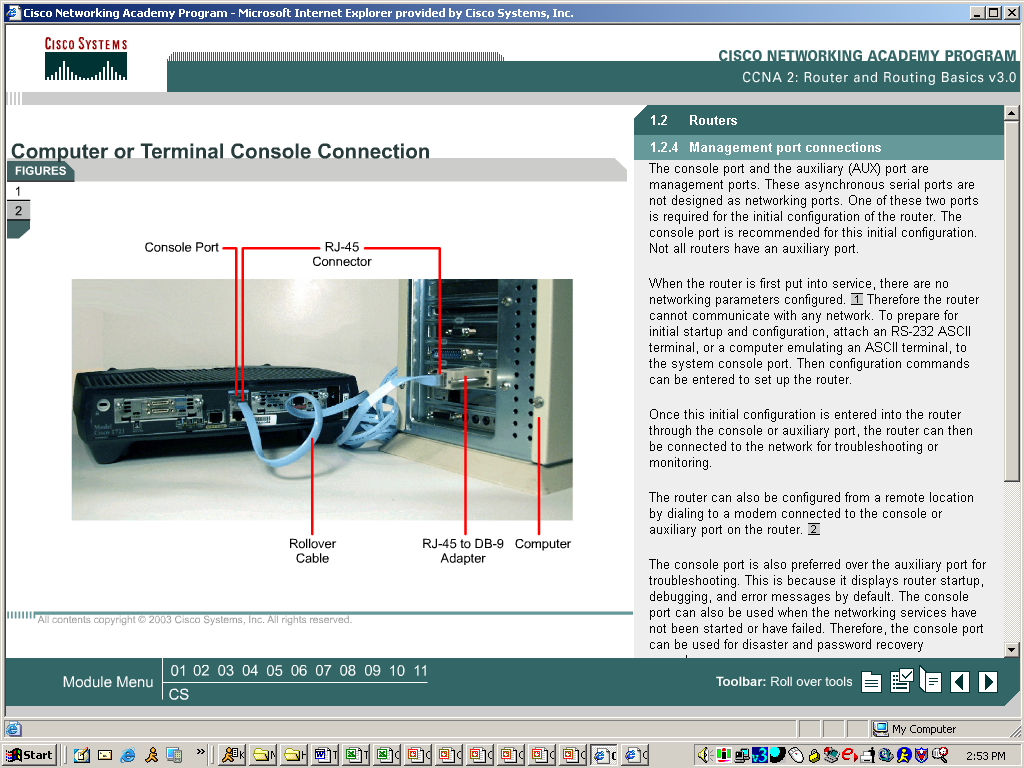 Cisco Networking Academy Program - Microsoft Internet Explorer provided by Cisco Systems, Inc.
CISCO SYSTEMS
CISCO NETWORKING ACADEMY PROGRAM
CCNA 2: Router and Routing Basics v3.0
Computer or Terminal Console Connection
FIGURES
1
2
Console Port
RJ-45
Connector
Model
Cisco 1721
Rollover
Cable
RJ-45 to DB-9
Adapter
Computer
All contents copyright © 2003 Cisco Systems, Inc. All rights reserved.
1.2 Routers
1.2.4 Management port connections
The console port and the auxiliary (AUX) port are
management ports. These asynchronous serial ports are
not designed as networking ports. One of these two ports
is required for the initial configuration of the router. The
console port is recommended for this initial configuration.
Not all routers have an auxiliary port.
When the router is first put into service, there are no
networking parameters configured. 1 Therefore the router
cannot communicate with any network. To prepare for
initial startup and configuration, attach an RS-232 ASCII
terminal, or a computer emulating an ASCII terminal, to
the system console port. Then configuration commands
can be entered to set up the router.
Once this initial configuration is entered into the router
through the console or auxiliary port, the router can then
be connected to the network for troubleshooting or
monitoring.
The router can also be configured from a remote location
by dialing to a modem connected to the console or
auxiliary port on the router. 2
The console port is also preferred over the auxiliary port for
troubleshooting. This is because it displays router startup,
debugging, and error messages by default. The console
port can also be used when the networking services have
not been started or have failed. Therefore, the console port
can be used for disaster and password recovery
Module Menu
01 02 03 04 05 06 07 08 09 10 11
CS
Toolbar: Roll over tools
My Computer
Start
2:53 PM